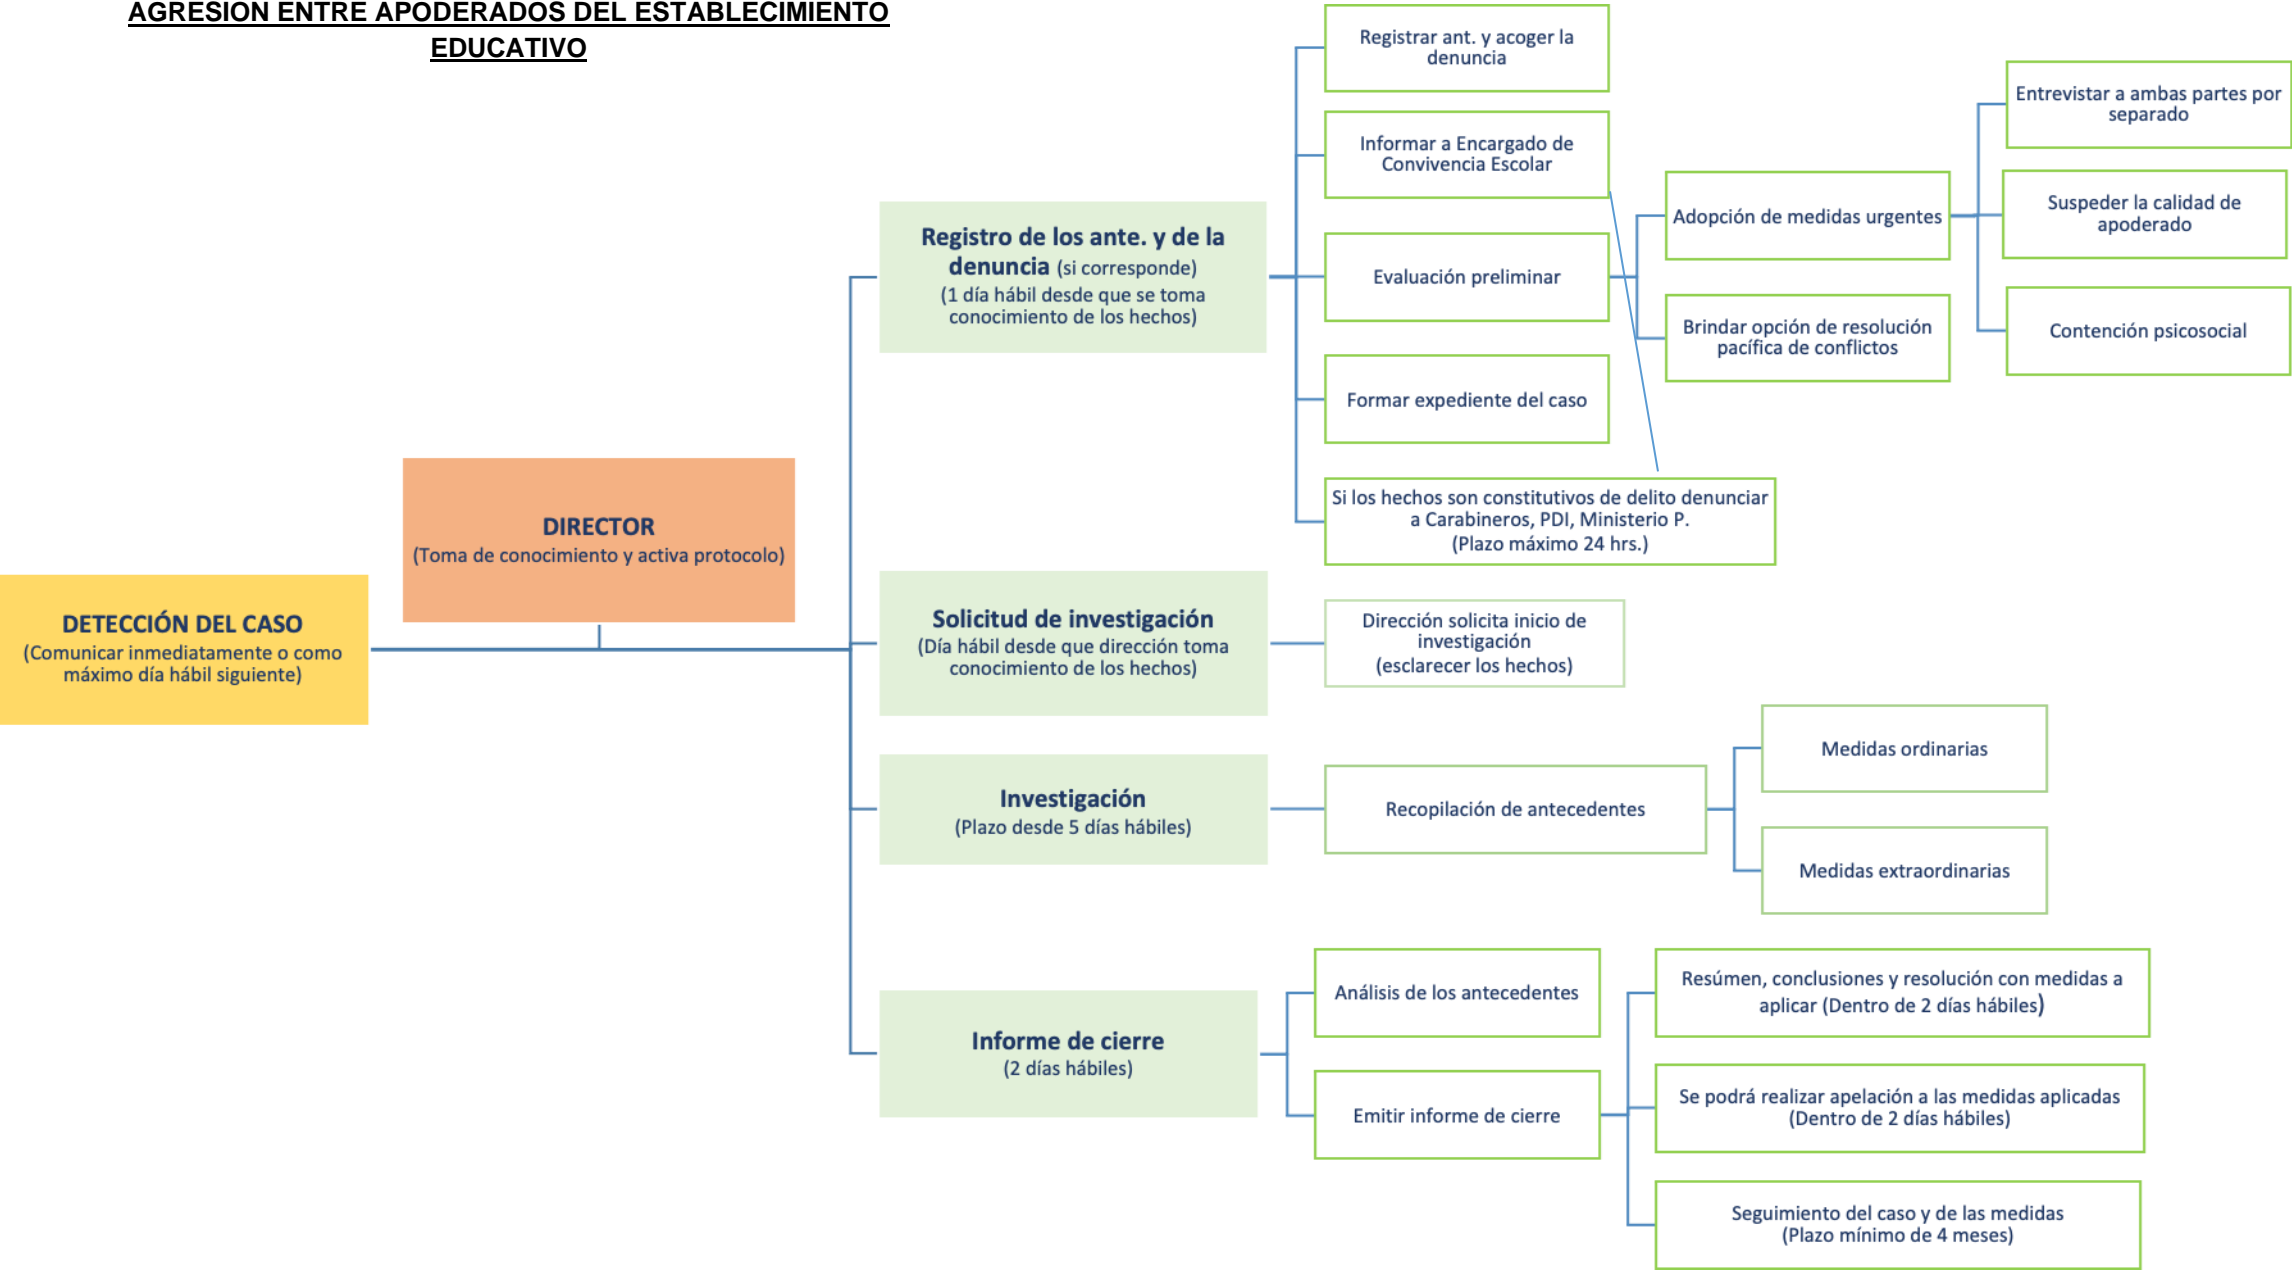 AGRESIÓN ENTRE APODERADOS DEL ESTABLECIMIENTO
EDUCATIVO
DETECCIÓN DEL CASO
(Comunicar inmediatamente o como
máximo día hábil siguiente)
DIRECTOR
(Toma de conocimiento y activa protocolo)
Registro de los ante. y de la
denuncia (si corresponde)
(1 día hábil desde que se toma
conocimiento de los hechos)
Registrar ant. y acoger la
denuncia
Informar a Encargado de
Convivencia Escolar
Evaluación preliminar
Adopción de medidas urgentes
Entrevistar a ambas partes por
separado
Suspeder la calidad de
apoderado
Contención psicosocial
Brindar opción de resolución
pacífica de conflictos
Formar expediente del caso
Si los hechos son constitutivos de delito denunciar
a Carabineros, PDI, Ministerio P.
(Plazo máximo 24 hrs.)
Solicitud de investigación
(Día hábil desde que dirección toma
conocimiento de los hechos)
Dirección solicita inicio de
investigación
(esclarecer los hechos)
Investigación
(Plazo desde 5 días hábiles)
Recopilación de antecedentes
Medidas ordinarias
Medidas extraordinarias
Informe de cierre
(2 días hábiles)
Análisis de los antecedentes
Emitir informe de cierre
Resúmen, conclusiones y resolución con medidas a
aplicar (Dentro de 2 días hábiles)
Se podrá realizar apelación a las medidas aplicadas
(Dentro de 2 días hábiles)
Seguimiento del caso y de las medidas
(Plazo mínimo de 4 meses)